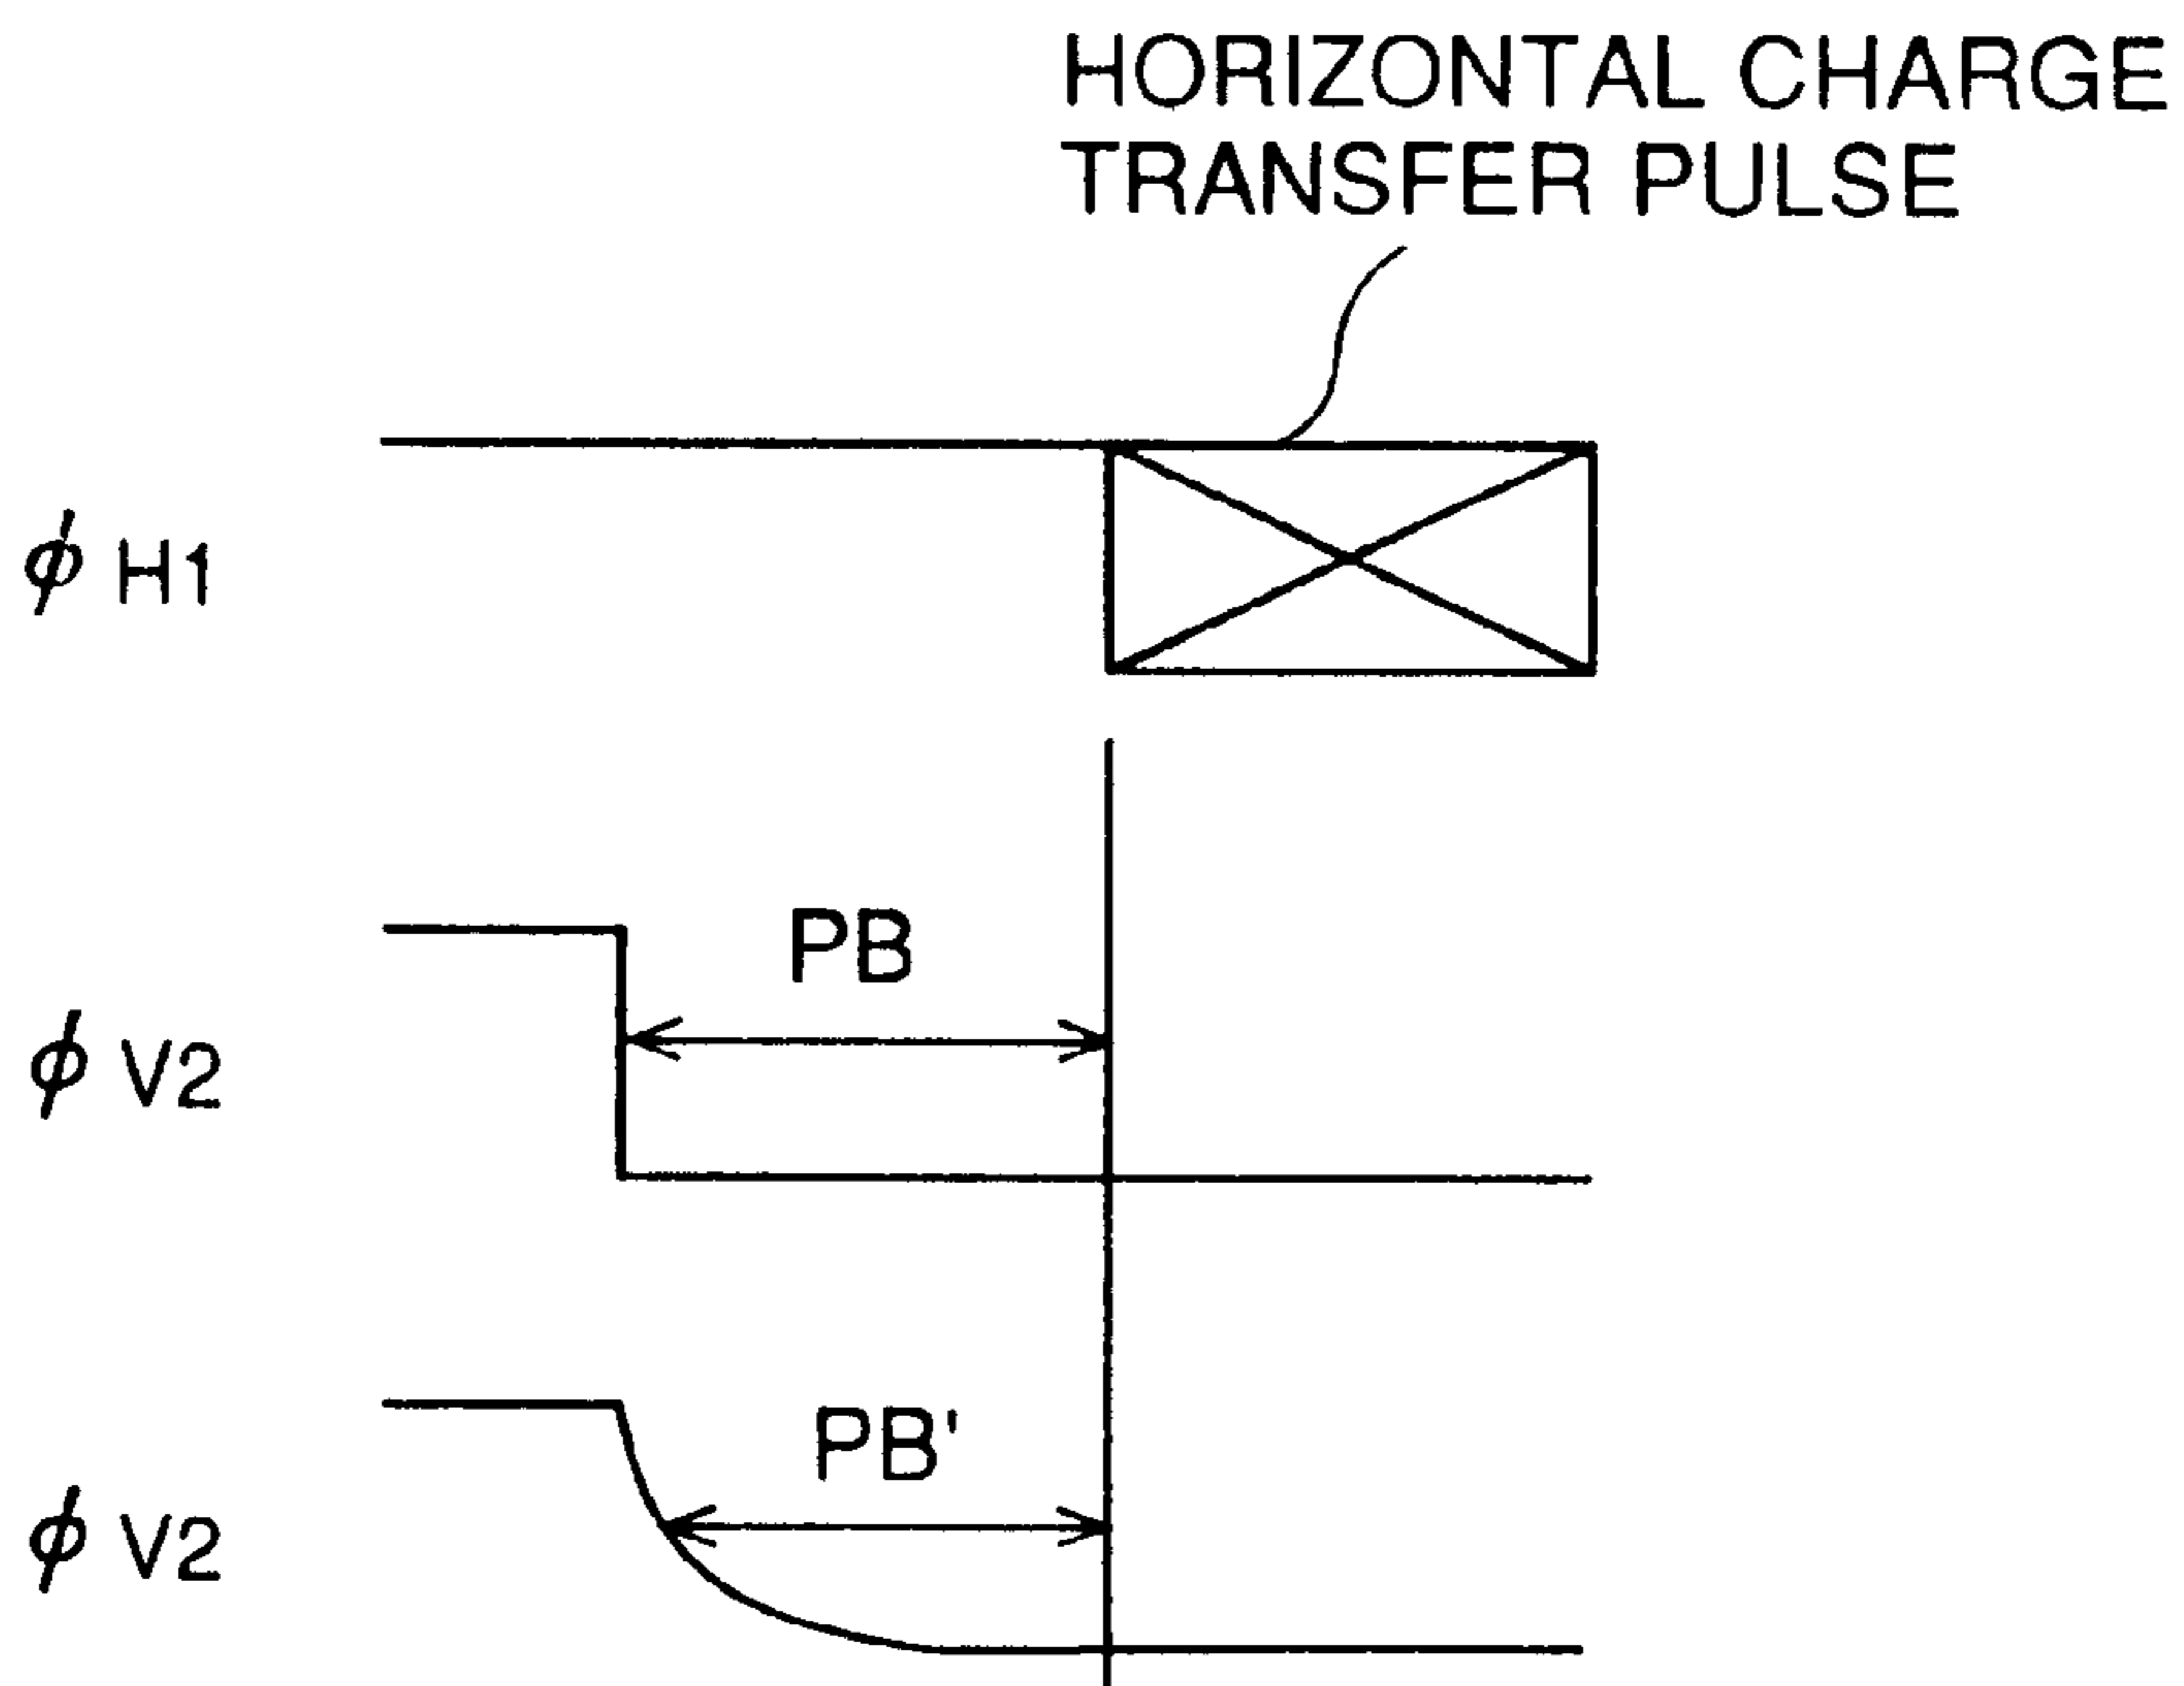 HORIZONTAL CHARGE
TRANSFER PULSE
ϕ H1
PB
ϕ V2
PB'
ϕ V2